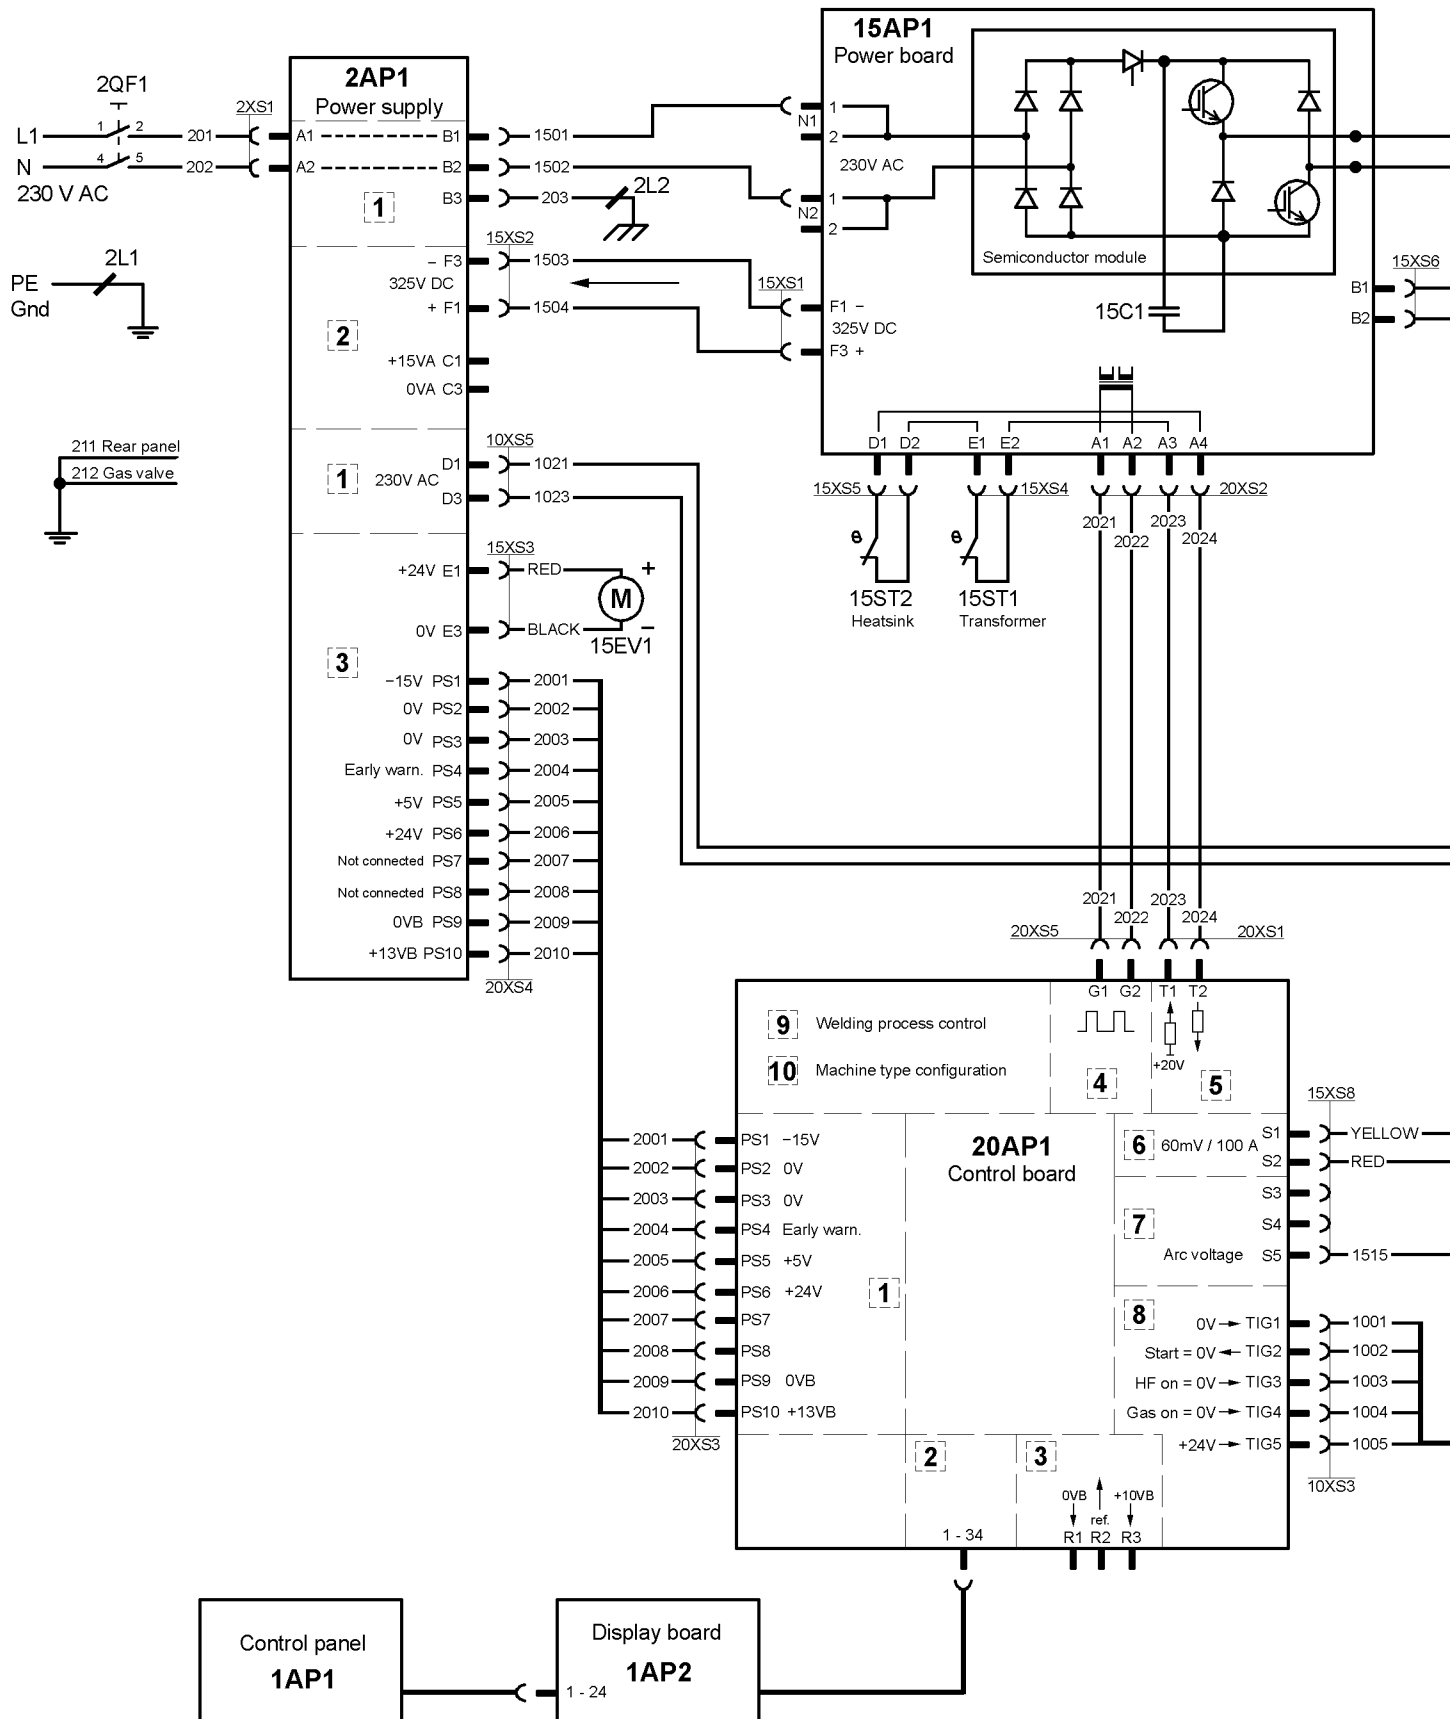 2QF1
L1
1
2
201
N
4
5
202
230 V AC
2XS1
PE
Gnd
2L1
211 Rear panel
212 Gas valve
2AP1
Power supply
A1
B1
1501
A2
B2
1502
1
B3
203
2L2
15XS2
– F3
1503
325V DC
+ F1
1504
2
+15VA C1
0VA C3
10XS5
D1
1021
1
230V AC
D3
1023
15XS3
+24V E1
RED
+
M
0V E3
BLACK
–
15EV1
3
–15V PS1
2001
0V PS2
2002
0V PS3
2003
Early warn. PS4
2004
+5V PS5
2005
+24V PS6
2006
Not connected PS7
2007
Not connected PS8
2008
0VB PS9
2009
+13VB PS10
2010
20XS4
15AP1
Power board
1
N1
2
230V AC
1
N2
2
Semiconductor module
15C1
15XS1
F1 –
325V DC
F3 +
15XS6
B1
B2
D1 D2 E1 E2 A1 A2 A3 A4
15XS5
15XS4
20XS2
2021
2022
2023
2024
15ST2
Heatsink
15ST1
Transformer
2021
2022
2023
2024
20XS5
20XS1
G1 G2 T1 T2
+20V
9 Welding process control
10 Machine type configuration
4
5
20AP1
Control board
15XS8
6 60mV / 100 A
S1
YELLOW
S2
RED
S3
7
S4
Arc voltage S5
1515
8
0V TIG1
1001
Start = 0V TIG2
1002
HF on = 0V TIG3
1003
Gas on = 0V TIG4
1004
+24V TIG5
1005
10XS3
2001 PS1 –15V
2002 PS2 0V
2003 PS3 0V
2004 PS4 Early warn.
2005 PS5 +5V
2006 PS6 +24V
1
2007 PS7
2008 PS8
2009 PS9 0VB
2010 PS10 +13VB
20XS3
2
3
0VB
+10VB
ref.
1 - 34
R1 R2 R3
Control panel
1AP1
Display board
1AP2
1 - 24